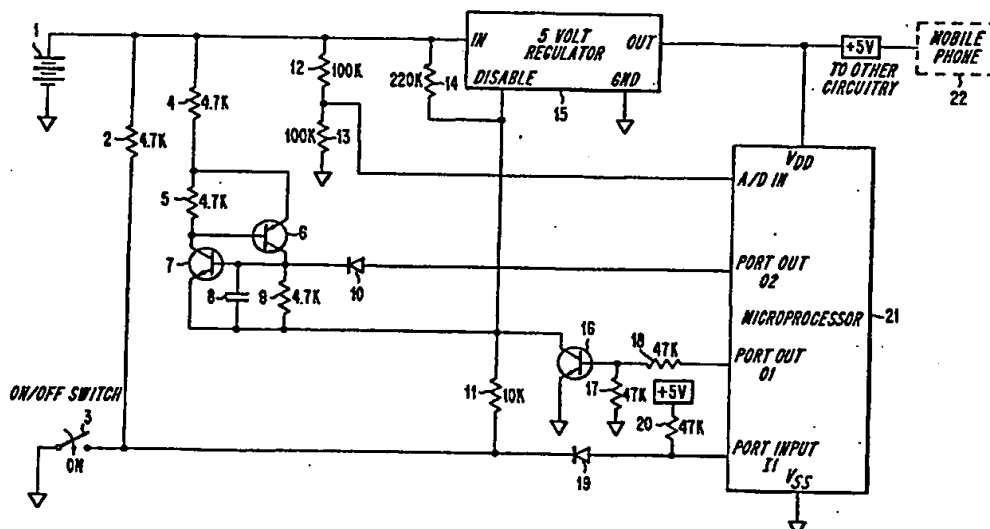 1
2
4.7K
ON/OFF SWITCH
3
ON
4
4.7K
5
4.7K
6
7
8
9
4.7K
10
12
100K
100K
13
220K
14
IN
5 VOLT
REGULATOR
OUT
DISABLE
GND
15
11
10K
16
17
47K
18
47K
+5V
20
47K
19
+5V
TO OTHER
CIRCUITRY
MOBILE
PHONE
22
VDD
A/D IN
PORT OUT
02
MICROPROCESSOR
21
PORT OUT
01
PORT INPUT
I1
VSS